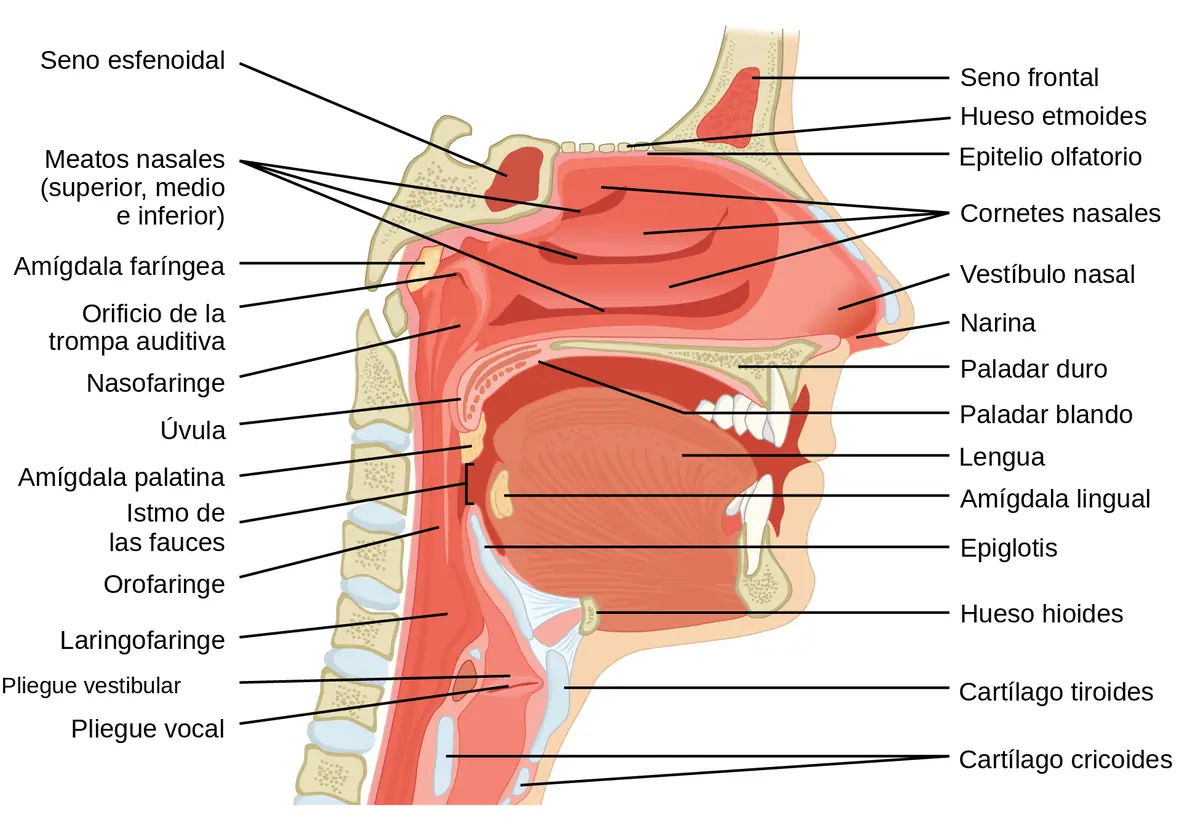 Seno esfenoidal
Meatos nasales
(superior, medio
e inferior)
Amígdala faríngea
Orificio de la
trompa auditiva
Nasofaringe
Úvula
Amígdala palatina
Istmo de
las fauces
Orofaringe
Laringofaringe
Pliegue vestibular
Pliegue vocal
Seno frontal
Hueso etmoides
Epitelio olfatorio
Cornetes nasales
Vestíbulo nasal
Narina
Paladar duro
Paladar blando
Lengua
Amígdala lingual
Epiglotis
Hueso hioides
Cartílago tiroides
Cartílago cricoides